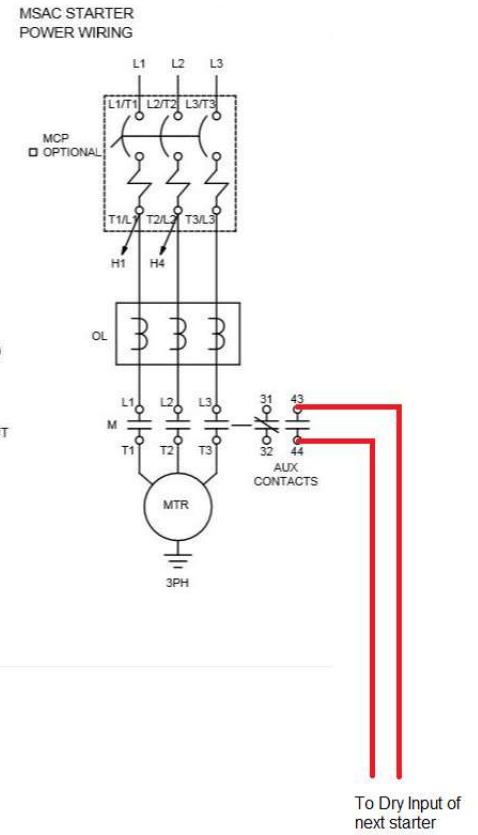 MSAC STARTER
POWER WIRING
L1 L2 L3
L1/T1 L2/T2 L3/T3
MCP
OPTIONAL
T1/L1 T2/L2 T3/L3
H1 H4
OL
L1 L2 L3 31 43
M
T1 T2 T3 32 44
AUX
CONTACTS
MTR
3PH
To Dry Input of
next starter